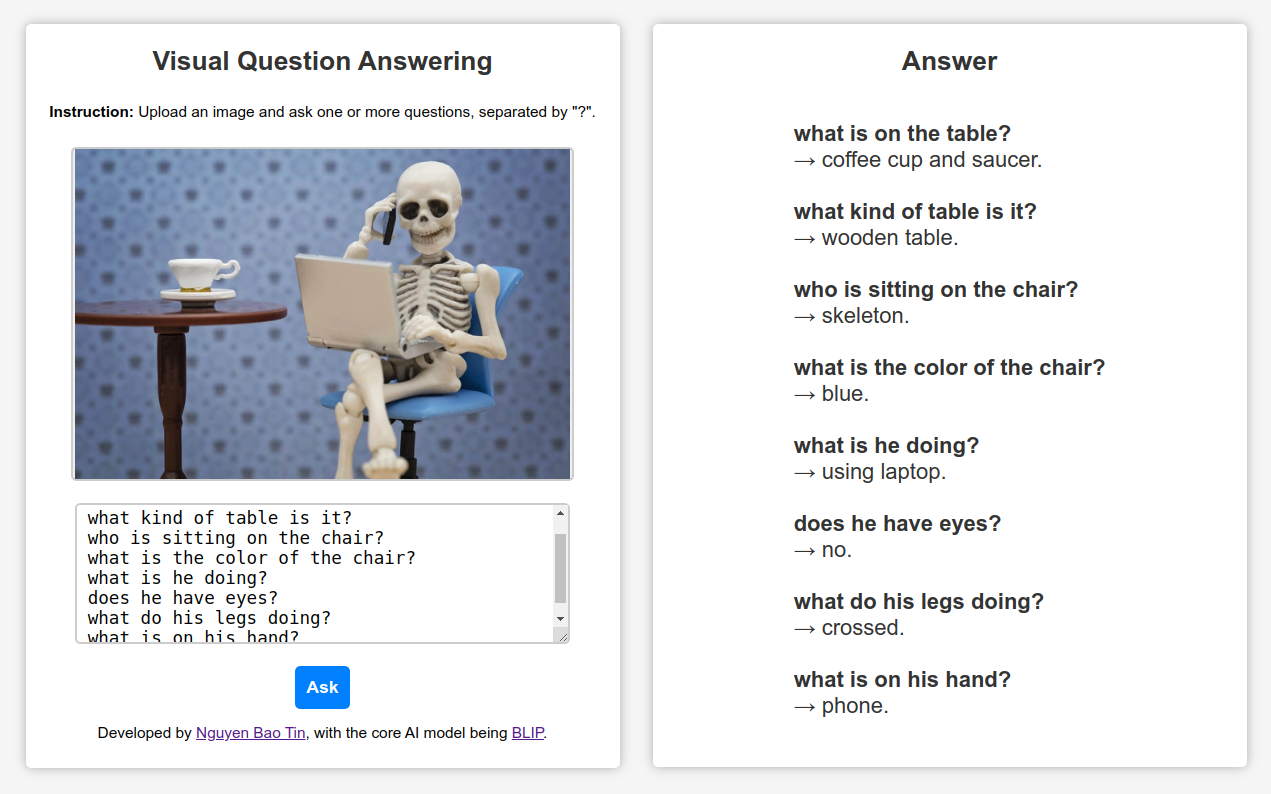 Visual Question Answering
Instruction: Upload an image and ask one or more questions, separated by "?".
what kind of table is it?
who is sitting on the chair?
what is the color of the chair?
what is he doing?
does he have eyes?
what do his legs doing?
what is on his hand?
Ask
Developed by Nguyen Bao Tin, with the core AI model being BLIP.
Answer
what is on the table?
→ coffee cup and saucer.
what kind of table is it?
→ wooden table.
who is sitting on the chair?
→ skeleton.
what is the color of the chair?
→ blue.
what is he doing?
→ using laptop.
does he have eyes?
→ no.
what do his legs doing?
→ crossed.
what is on his hand?
→ phone.